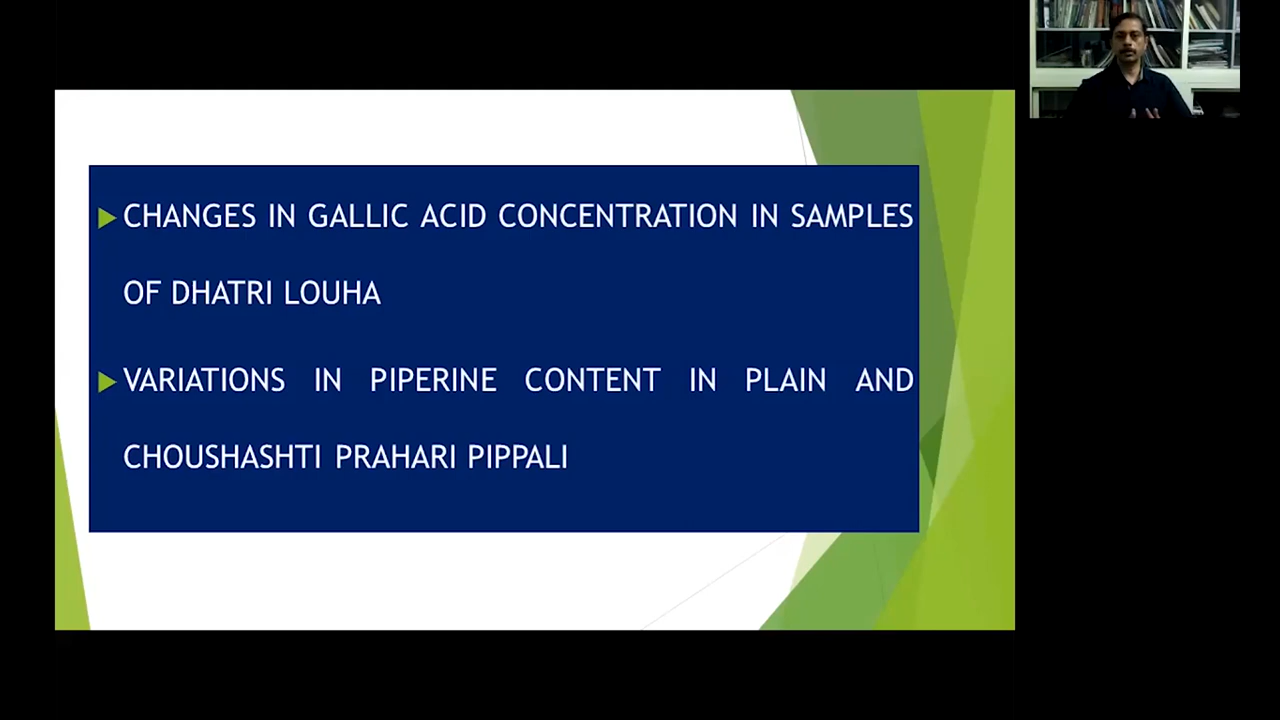 CHANGES IN GALLIC ACID CONCENTRATION IN SAMPLES
OF DHATRI LOUHA
VARIATIONS IN PIPERINE CONTENT IN PLAIN AND
CHOUSHASHTI PRAHARI PIPPALI